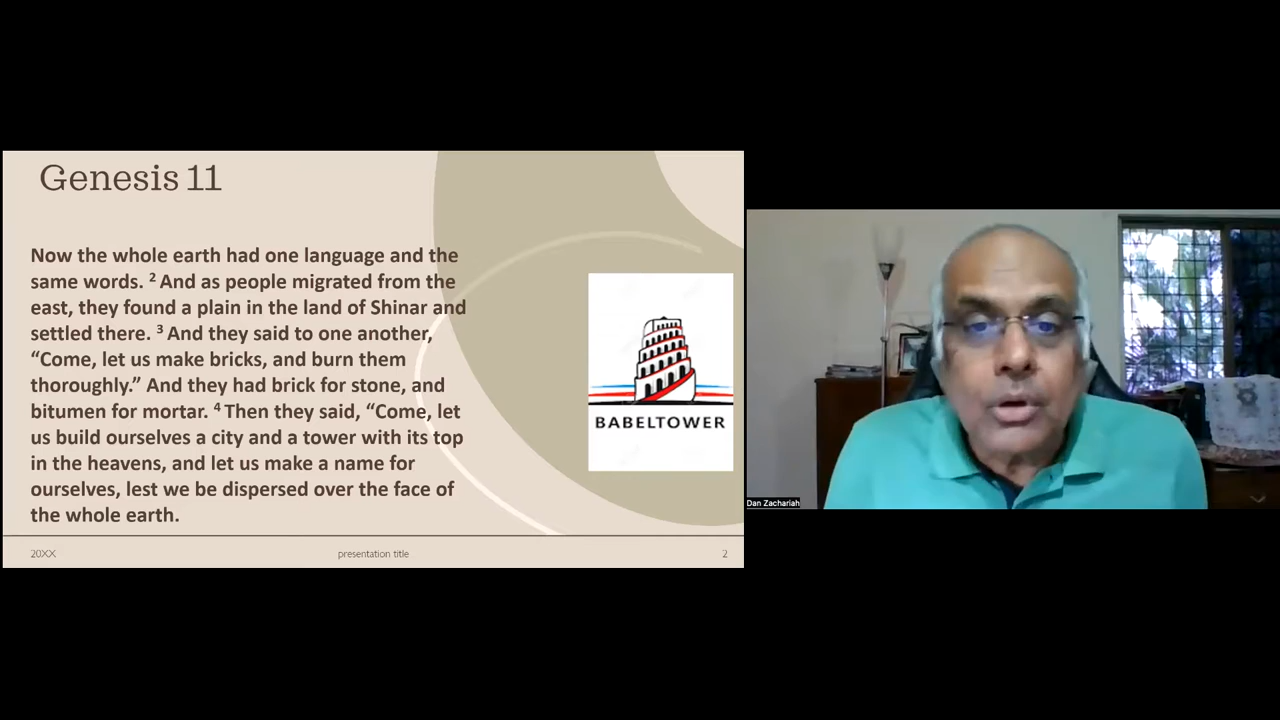 Genesis 11
Now the whole earth had one language and the
same words. 2 And as people migrated from the
east, they found a plain in the land of Shinar and
settled there. 3 And they said to one another,
“Come, let us make bricks, and burn them
thoroughly.” And they had brick for stone, and
bitumen for mortar. 4 Then they said, “Come, let
us build ourselves a city and a tower with its top
in the heavens, and let us make a name for
ourselves, lest we be dispersed over the face of
the whole earth.
BABELTOWER
20XX
presentation title
2
Dan Zachariah